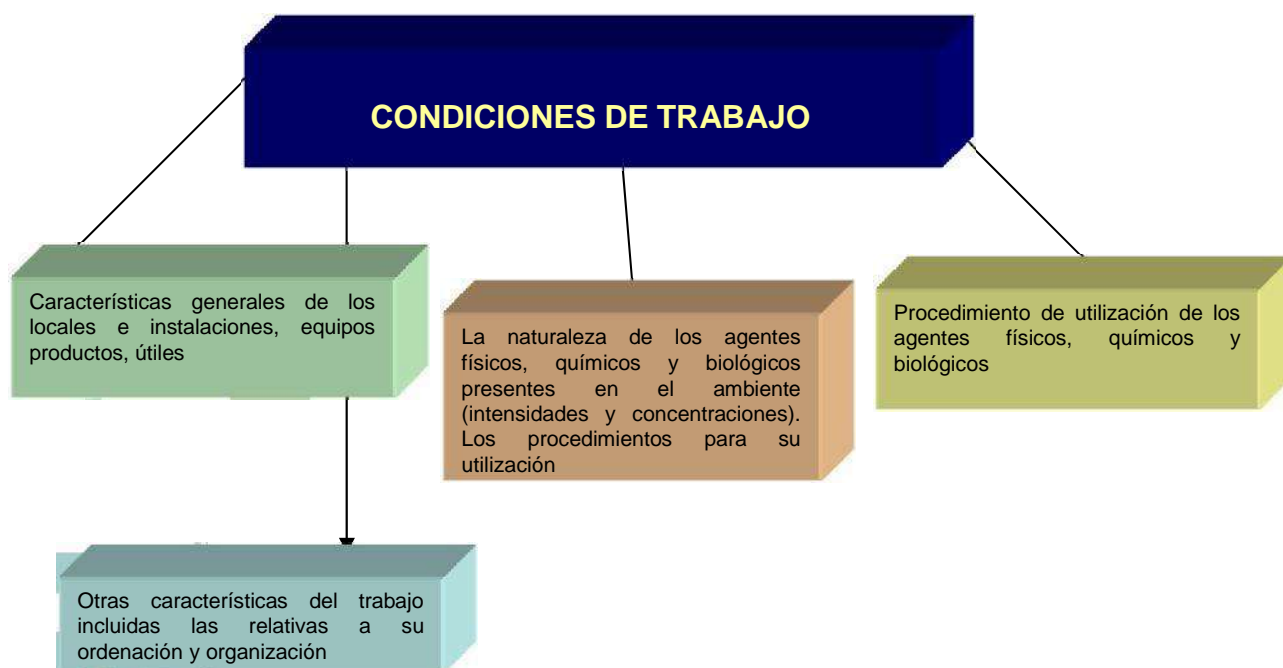 CONDICIONES DE TRABAJO
Características generales de los
locales e instalaciones, equipos
productos, útiles
La naturaleza de los agentes
físicos, químicos y biológicos
presentes en el ambiente
(intensidades y concentraciones).
Los procedimientos para su
utilización
Procedimiento de utilización de los
agentes físicos, químicos y
biológicos
Otras características del trabajo
incluidas las relativas a su
ordenación y organización